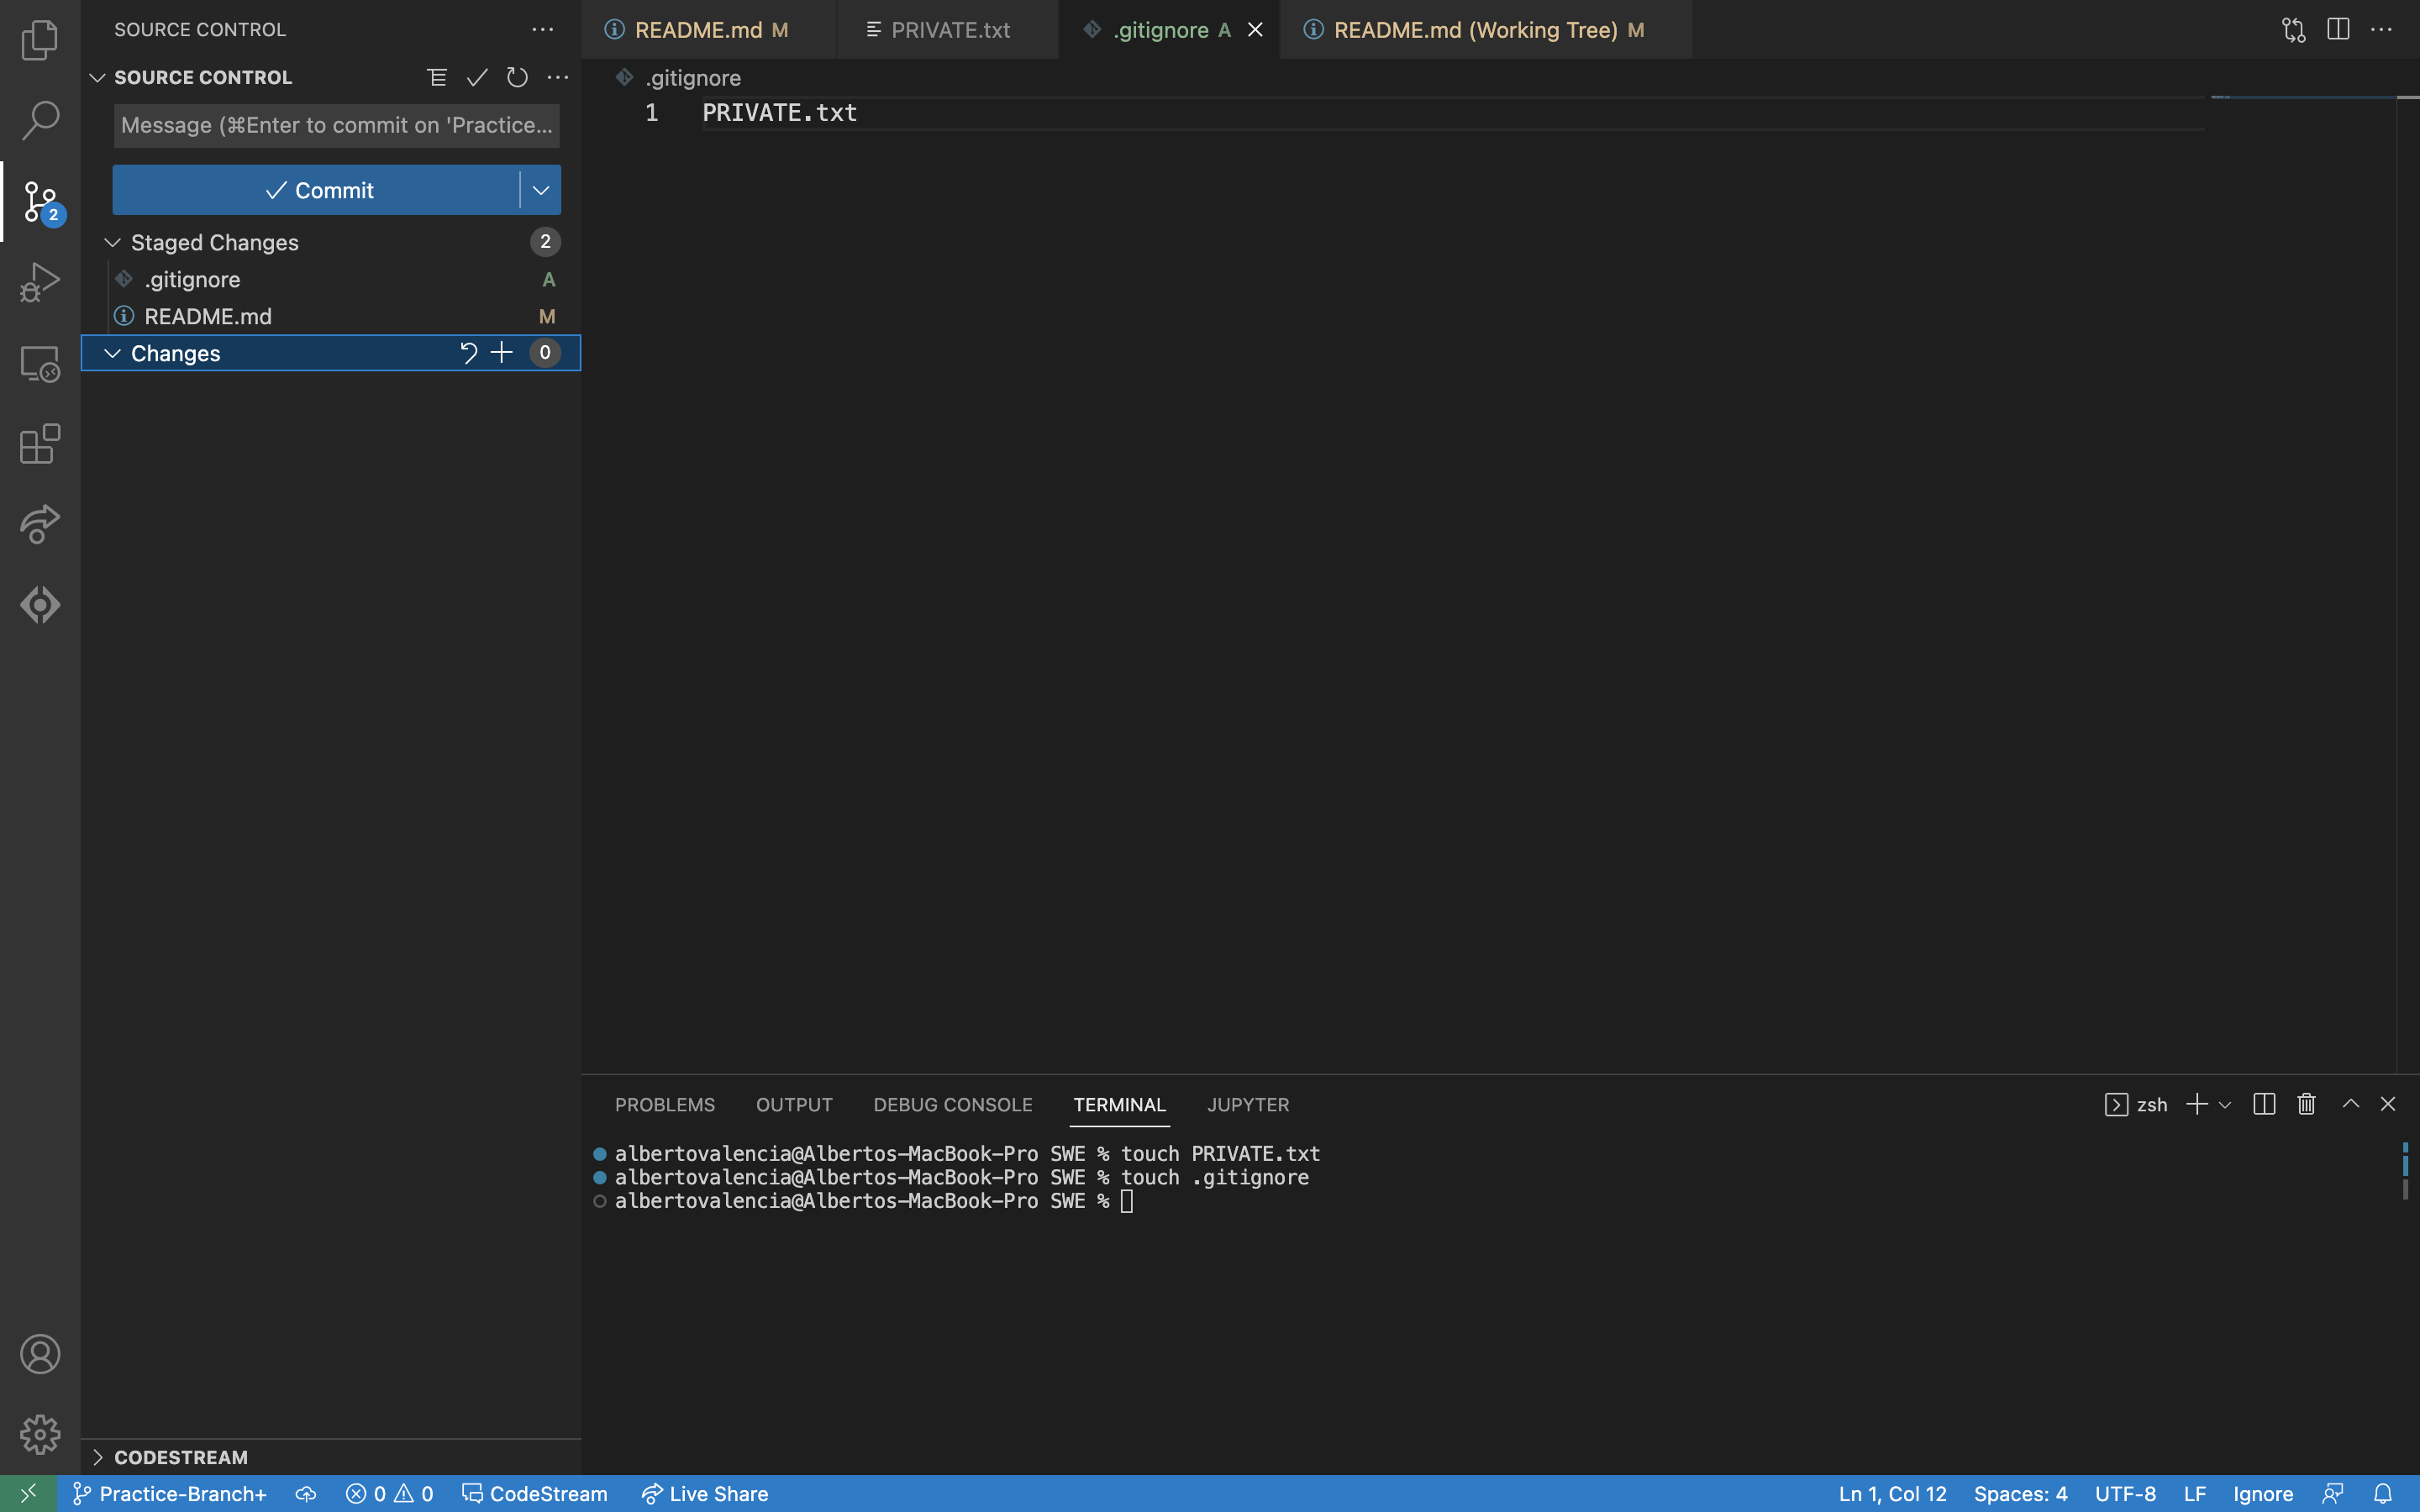 SOURCE CONTROL
SOURCE CONTROL
Message (⌘Enter to commit on 'Practice...
Commit
Staged Changes 2
.gitignore A
README.md M
Changes 0
2
CODESTREAM
README.md M
PRIVATE.txt
.gitignore A
README.md (Working Tree) M
.gitignore
1 PRIVATE.txt
PROBLEMS OUTPUT DEBUG CONSOLE TERMINAL JUPYTER
zsh
albertovalencia@Albertos-MacBook-Pro SWE % touch PRIVATE.txt
albertovalencia@Albertos-MacBook-Pro SWE % touch .gitignore
albertovalencia@Albertos-MacBook-Pro SWE %
Practice-Branch+ 0 0 CodeStream Live Share
Ln 1, Col 12 Spaces: 4 UTF-8 LF Ignore